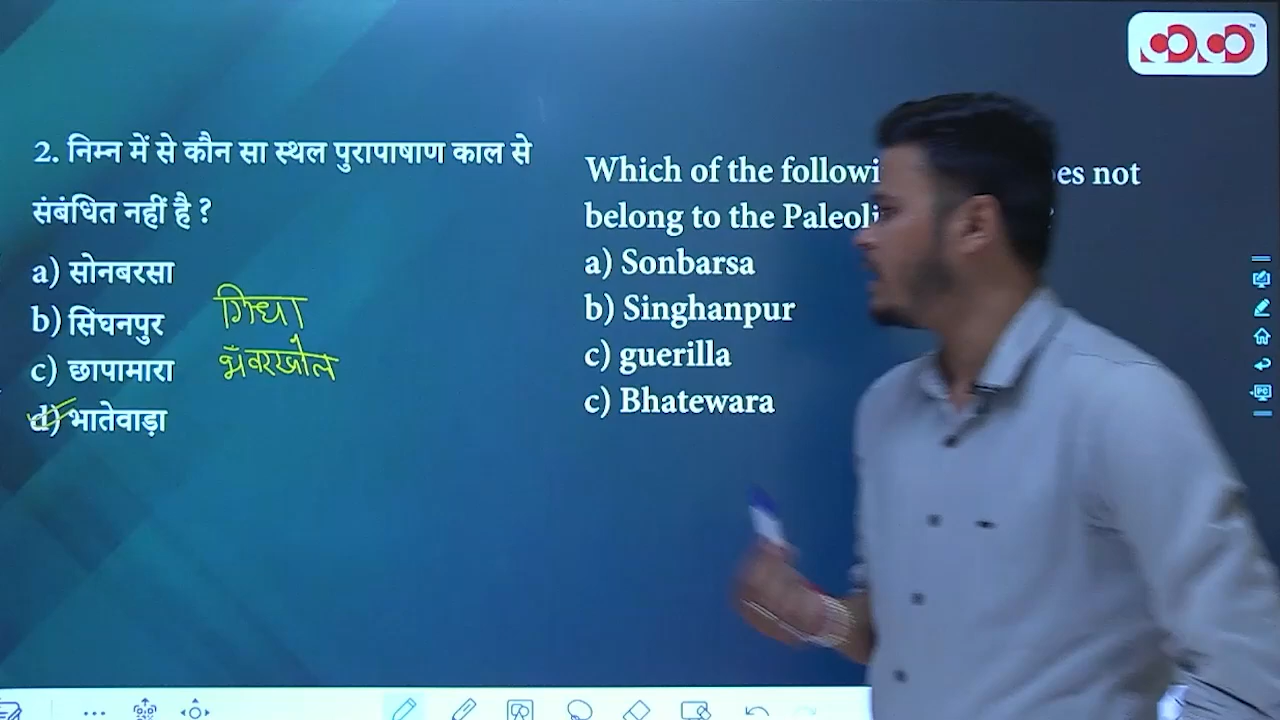 2. निम्न में से कौन सा स्थल पुरापाषाण काल से
संबंधित नहीं है ?
a) सोनबरसा
b) सिंघनपुर
c) छापामारा
d) भातेवाड़ा
गिधा
भँवरखोल
Which of the followi es not
belong to the Paleoli
a) Sonbarsa
b) Singhanpur
c) guerilla
c) Bhatewara